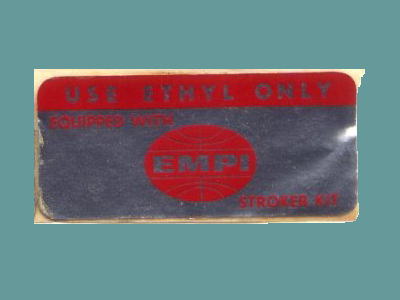 USE ETHYL ONLY
EQUIPPED WITH
EMPI
STROKER KIT